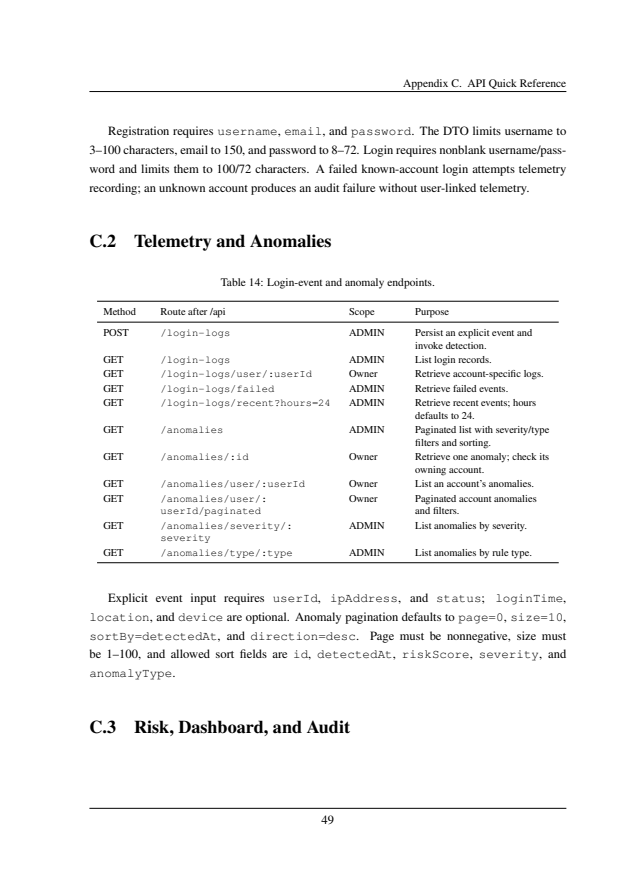 Appendix C. API Quick Reference
Registration requires username, email, and password. The DTO limits username to
3–100 characters, email to 150, and password to 8–72. Login requires nonblank username/pass-
word and limits them to 100/72 characters. A failed known-account login attempts telemetry
recording; an unknown account produces an audit failure without user-linked telemetry.
C.2 Telemetry and Anomalies
Table 14: Login-event and anomaly endpoints.
Method Route after /api Scope Purpose
POST /login-logs ADMIN Persist an explicit event and
invoke detection.
GET /login-logs ADMIN List login records.
GET /login-logs/user/:userId Owner Retrieve account-specific logs.
GET /login-logs/failed ADMIN Retrieve failed events.
GET /login-logs/recent?hours=24 ADMIN Retrieve recent events; hours
defaults to 24.
GET /anomalies ADMIN Paginated list with severity/type
filters and sorting.
GET /anomalies/:id Owner Retrieve one anomaly; check its
owning account.
GET /anomalies/user/:userId Owner List an account's anomalies.
GET /anomalies/user/: Owner Paginated account anomalies
userId/paginated and filters.
GET /anomalies/severity/: ADMIN List anomalies by severity.
severity
GET /anomalies/type/:type ADMIN List anomalies by rule type.
Explicit event input requires userId, ipAddress, and status; loginTime,
location, and device are optional. Anomaly pagination defaults to page=0, size=10,
sortBy=detectedAt, and direction=desc. Page must be nonnegative, size must
be 1–100, and allowed sort fields are id, detectedAt, riskScore, severity, and
anomalyType.
C.3 Risk, Dashboard, and Audit
49